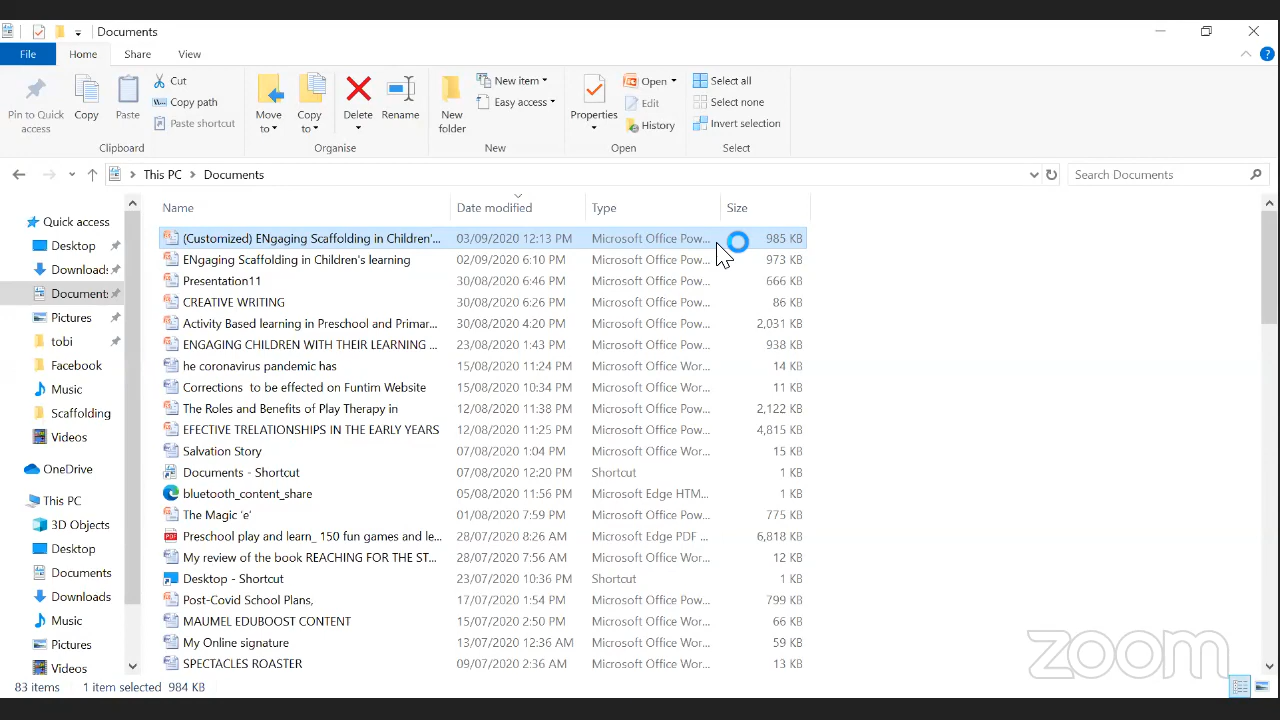 Documents
File Home Share View
Pin to Quick access
Copy
Paste
Cut
Copy path
Paste shortcut
Clipboard
Move to
Copy to
Delete
Rename
Organise
New folder
New item
Easy access
New
Properties
Open
Edit
History
Open
Select all
Select none
Invert selection
Select
This PC > Documents
Search Documents
Quick access
Desktop
Downloads
Documents
Pictures
tobi
Facebook
Music
Scaffolding
Videos
OneDrive
This PC
3D Objects
Desktop
Documents
Downloads
Music
Pictures
Videos
Name Date modified Type Size
(Customized) ENgaging Scaffolding in Children'... 03/09/2020 12:13 PM Microsoft Office Pow... 985 KB
ENgaging Scaffolding in Children's learning 02/09/2020 6:10 PM Microsoft Office Pow... 973 KB
Presentation11 30/08/2020 6:46 PM Microsoft Office Pow... 666 KB
CREATIVE WRITING 30/08/2020 6:26 PM Microsoft Office Pow... 86 KB
Activity Based learning in Preschool and Primar... 30/08/2020 4:20 PM Microsoft Office Pow... 2,031 KB
ENGAGING CHILDREN WITH THEIR LEARNING ... 23/08/2020 1:43 PM Microsoft Office Pow... 938 KB
he coronavirus pandemic has 15/08/2020 11:24 PM Microsoft Office Wor... 14 KB
Corrections to be effected on Funtim Website 15/08/2020 10:34 PM Microsoft Office Wor... 11 KB
The Roles and Benefits of Play Therapy in 12/08/2020 11:38 PM Microsoft Office Pow... 2,122 KB
EFECTIVE TRELATIONSHIPS IN THE EARLY YEARS 12/08/2020 11:25 PM Microsoft Office Pow... 4,815 KB
Salvation Story 07/08/2020 1:04 PM Microsoft Office Wor... 15 KB
Documents - Shortcut 07/08/2020 12:20 PM Shortcut 1 KB
bluetooth_content_share 05/08/2020 11:56 PM Microsoft Edge HTM... 1 KB
The Magic 'e' 01/08/2020 7:59 PM Microsoft Office Pow... 775 KB
Preschool play and learn_ 150 fun games and le... 28/07/2020 8:26 AM Microsoft Edge PDF ... 6,818 KB
My review of the book REACHING FOR THE ST... 28/07/2020 7:56 AM Microsoft Office Wor... 12 KB
Desktop - Shortcut 23/07/2020 10:36 PM Shortcut 1 KB
Post-Covid School Plans, 17/07/2020 1:54 PM Microsoft Office Pow... 799 KB
MAUMEL EDUBOOST CONTENT 15/07/2020 2:50 PM Microsoft Office Wor... 66 KB
My Online signature 13/07/2020 12:36 AM Microsoft Office Wor... 59 KB
SPECTACLES ROASTER 09/07/2020 2:36 AM Microsoft Office Wor... 13 KB
zoom
83 items 1 item selected 984 KB